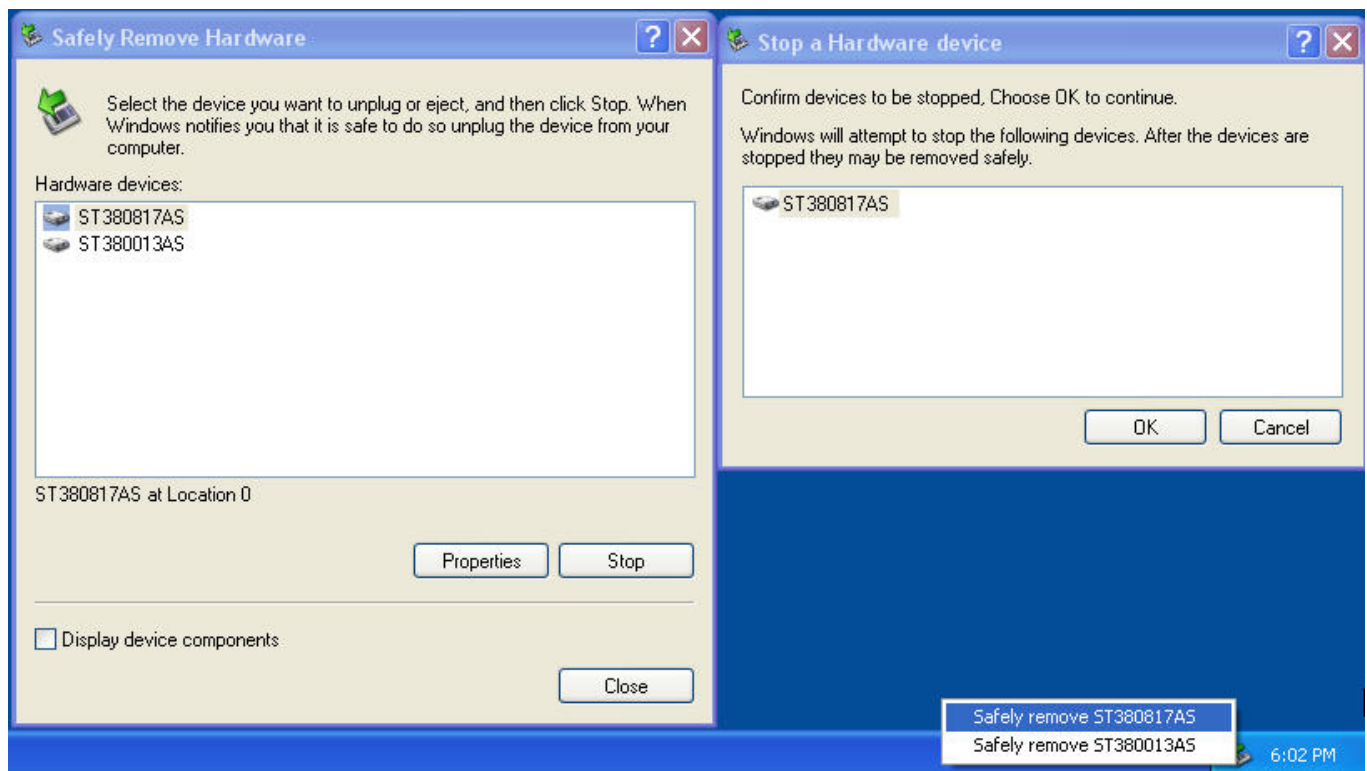 Safely Remove Hardware
Select the device you want to unplug or eject, and then click Stop. When
Windows notifies you that it is safe to do so unplug the device from your
computer.
Hardware devices:
ST380817AS
ST380013AS
ST380817AS at Location 0
Properties
Stop
Display device components
Close
Stop a Hardware device
Confirm devices to be stopped, Choose OK to continue.
Windows will attempt to stop the following devices. After the devices are
stopped they may be removed safely.
ST380817AS
OK
Cancel
Safely remove ST380817AS
Safely remove ST380013AS
6:02 PM